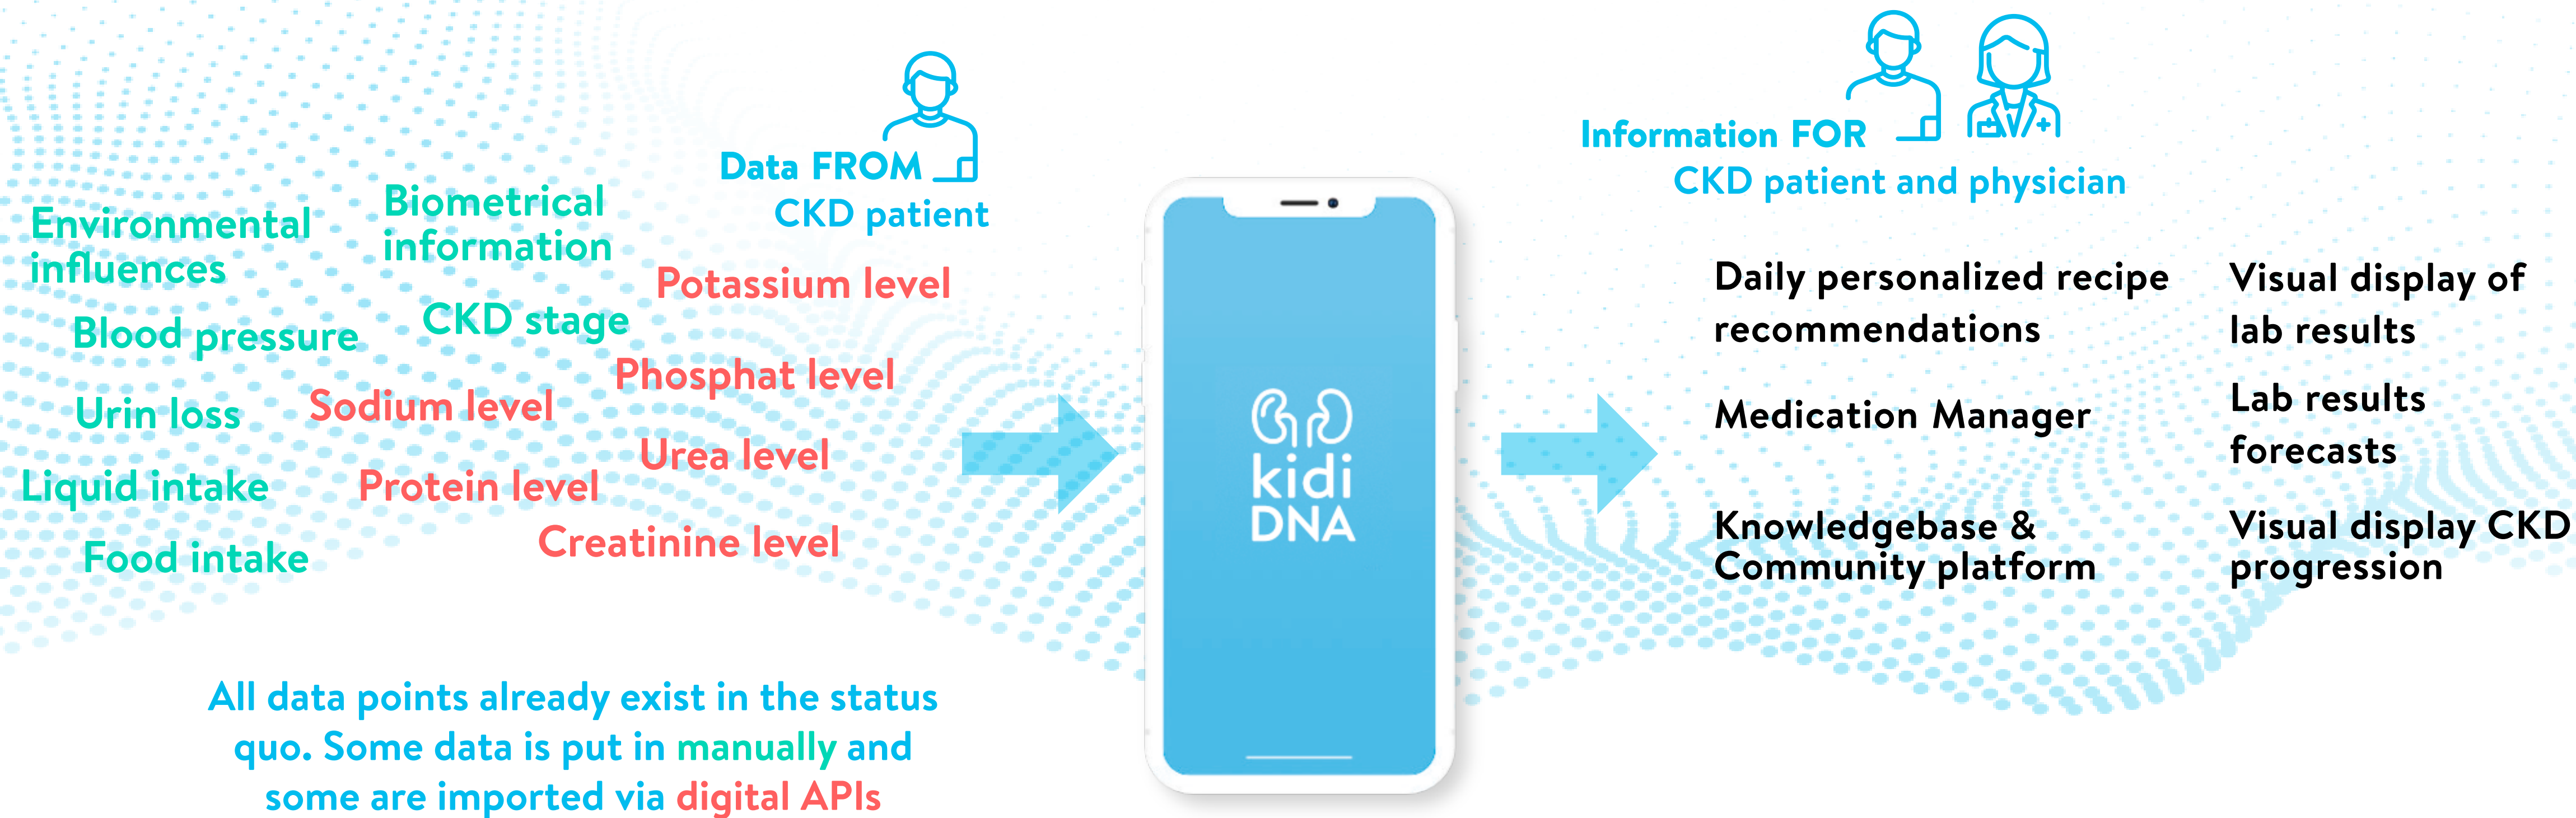 Data FROM
CKD patient
Environmental
influences
Biometrical
information
Potassium level
Blood pressure
CKD stage
Phosphat level
Urin loss
Sodium level
Urea level
Liquid intake
Protein level
Creatinine level
Food intake
All data points already exist in the status
quo. Some data is put in manually and
some are imported via digital APIs
kidi
DNA
Information FOR
CKD patient and physician
Daily personalized recipe
recommendations
Medication Manager
Knowledgebase &
Community platform
Visual display of
lab results
Lab results
forecasts
Visual display CKD
progression